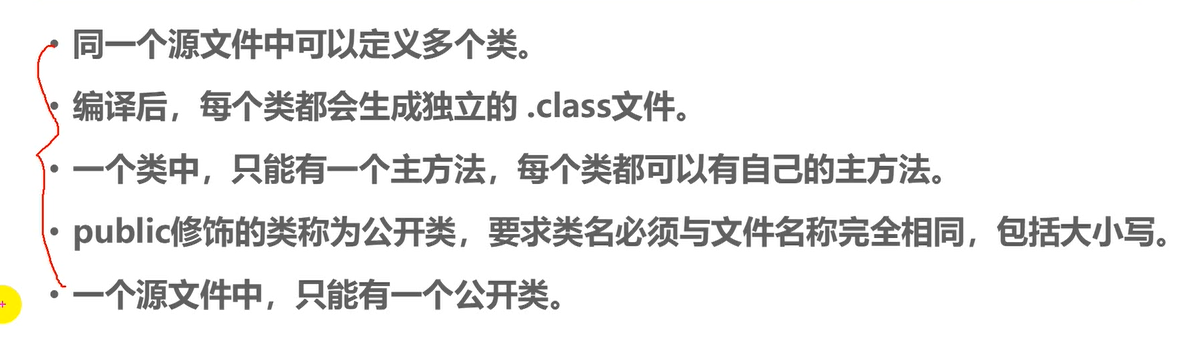 • 同一个源文件中可以定义多个类。
• 编译后，每个类都会生成独立的 .class文件。
• 一个类中，只能有一个主方法，每个类都可以有自己的主方法。
• public修饰的类称为公开类，要求类名必须与文件名称完全相同，包括大小写。
• 一个源文件中，只能有一个公开类。